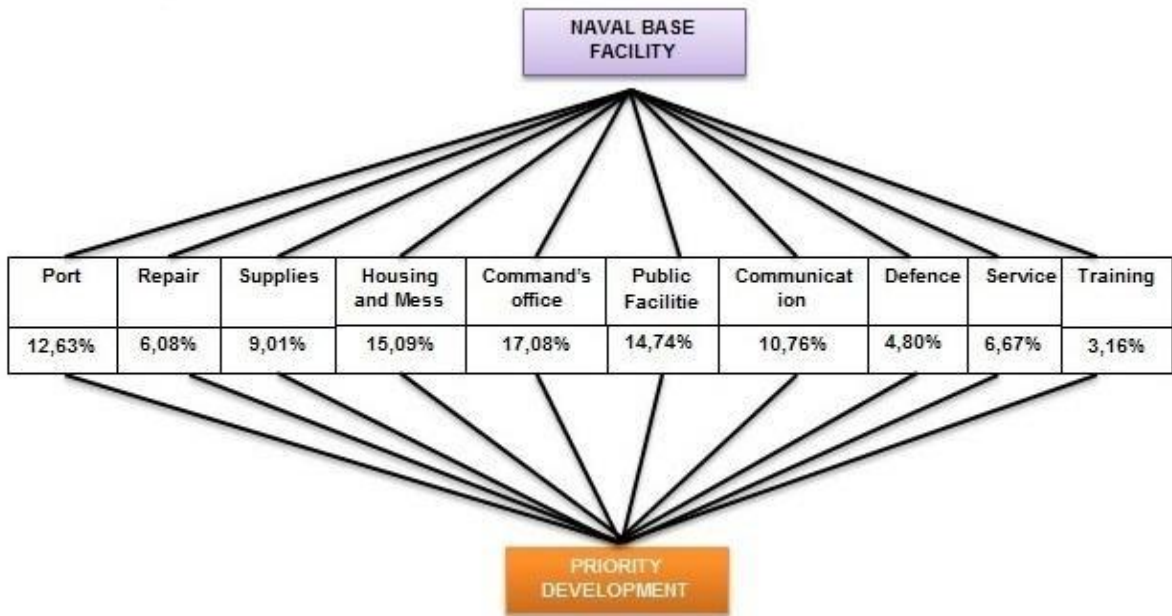 NAVAL BASE
FACILITY
Port
Repair
Supplies
Housing
and Mess
Command's
office
Public
Facilitie
Communicat
ion
Defence
Service
Training
12,63%
6,08%
9,01%
15,09%
17,08%
14,74%
10,76%
4,80%
6,67%
3,16%
PRIORITY
DEVELOPMENT